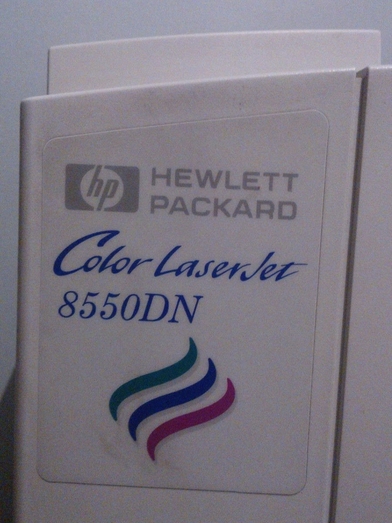 hp HEWLETT
PACKARD
Color LaserJet
8550DN